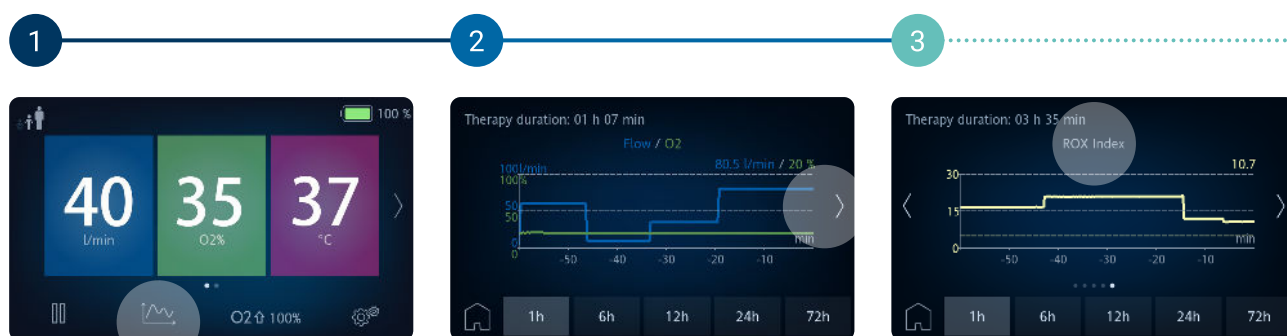 1
2
3
100 %
40
l/min
35
O2%
37
°C
O2⇧ 100%
Therapy duration: 01 h 07 min
Flow / O2
100l/min
100%
80.5 l/min / 20 %
50
50
0
0
min
-50 -40 -30 -20 -10
1h 6h 12h 24h 72h
Therapy duration: 03 h 35 min
ROX Index
10.7
30
15
0
min
-50 -40 -30 -20 -10
1h 6h 12h 24h 72h